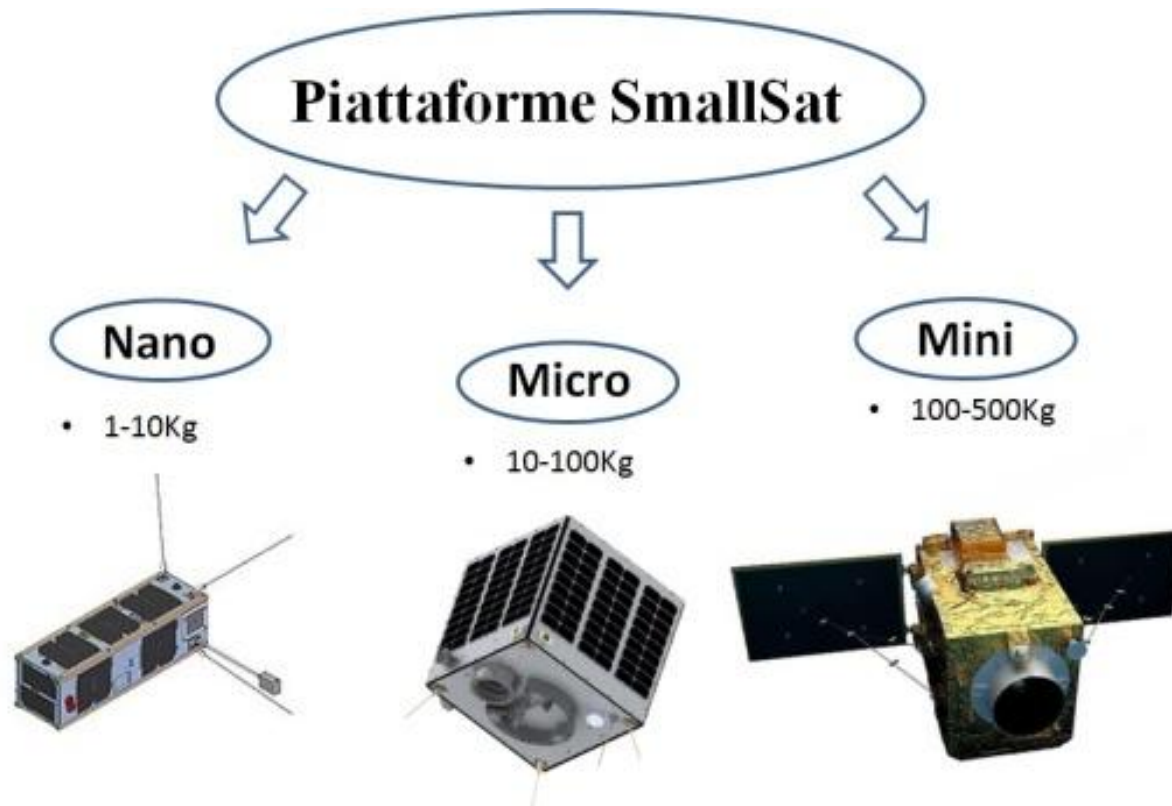 Piattaforme SmallSat
Nano
• 1-10Kg
Micro
• 10-100Kg
Mini
• 100-500Kg